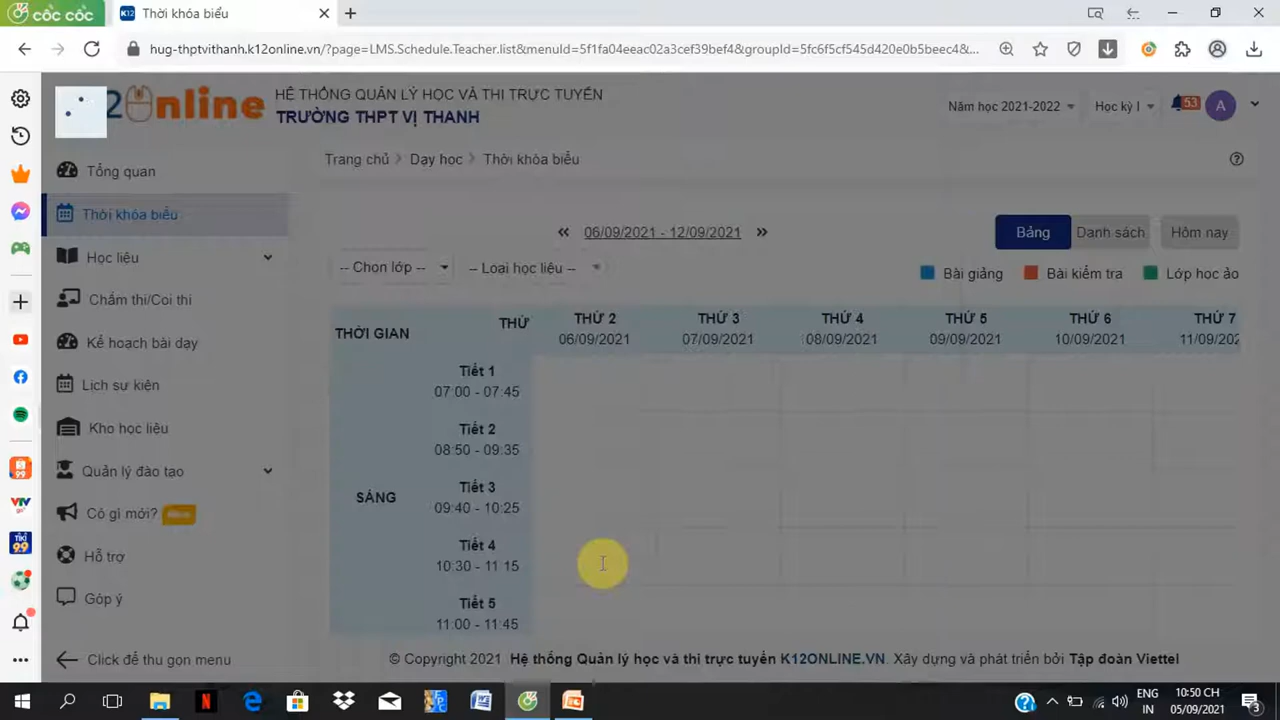 cốc cốc
K12 Thời khóa biểu
hug-thptvithanh.k12online.vn/?page=LMS.Schedule.Teacher.list&menuId=5f1fa04eeac02a3cef39bef4&groupId=5fc6f5cf545d420e0b5beec4&...
2Online
HỆ THỐNG QUẢN LÝ HỌC VÀ THI TRỰC TUYẾN
TRƯỜNG THPT VỊ THANH
Năm học 2021-2022 Học kỳ I 53 A
Trang chủ > Dạy học > Thời khóa biểu
Tổng quan
Thời khóa biểu
Học liệu
Chấm thi/Coi thi
Kế hoạch bài dạy
Lịch sự kiện
Kho học liệu
Quản lý đào tạo
Có gì mới?
Hỗ trợ
Góp ý
Click để thu gọn menu
« 06/09/2021 - 12/09/2021 »
Bảng Danh sách Hôm nay
-- Chọn lớp -- -- Loại học liệu --
Bài giảng Bài kiểm tra Lớp học ảo
THỜI GIAN THỨ
THỨ 2 THỨ 3 THỨ 4 THỨ 5 THỨ 6 THỨ 7
06/09/2021 07/09/2021 08/09/2021 09/09/2021 10/09/2021 11/09/202
SÁNG
Tiết 1
07:00 - 07:45
Tiết 2
08:50 - 09:35
Tiết 3
09:40 - 10:25
Tiết 4
10:30 - 11:15
Tiết 5
11:00 - 11:45
© Copyright 2021 Hệ thống Quản lý học và thi trực tuyến K12ONLINE.VN. Xây dựng và phát triển bởi Tập đoàn Viettel
ENG
IN
10:50 CH
05/09/2021
3